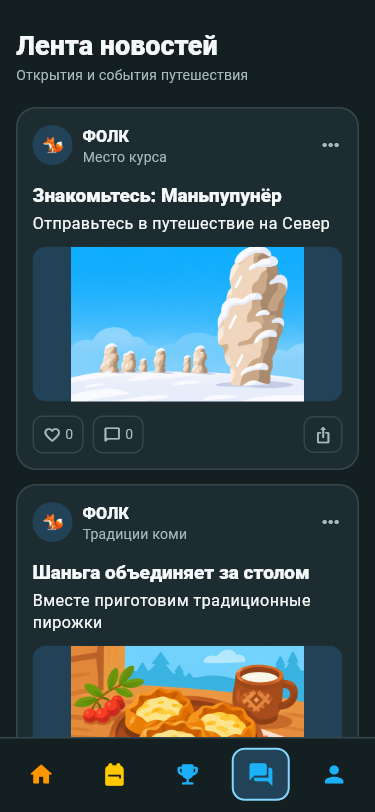 Лента новостей
Открытия и события путешествия
ФОЛК
Место курса
Знакомьтесь: Маньпупунёр
Отправьтесь в путешествие на Север
0
0
ФОЛК
Традиции коми
Шаньга объединяет за столом
Вместе приготовим традиционные
пирожки